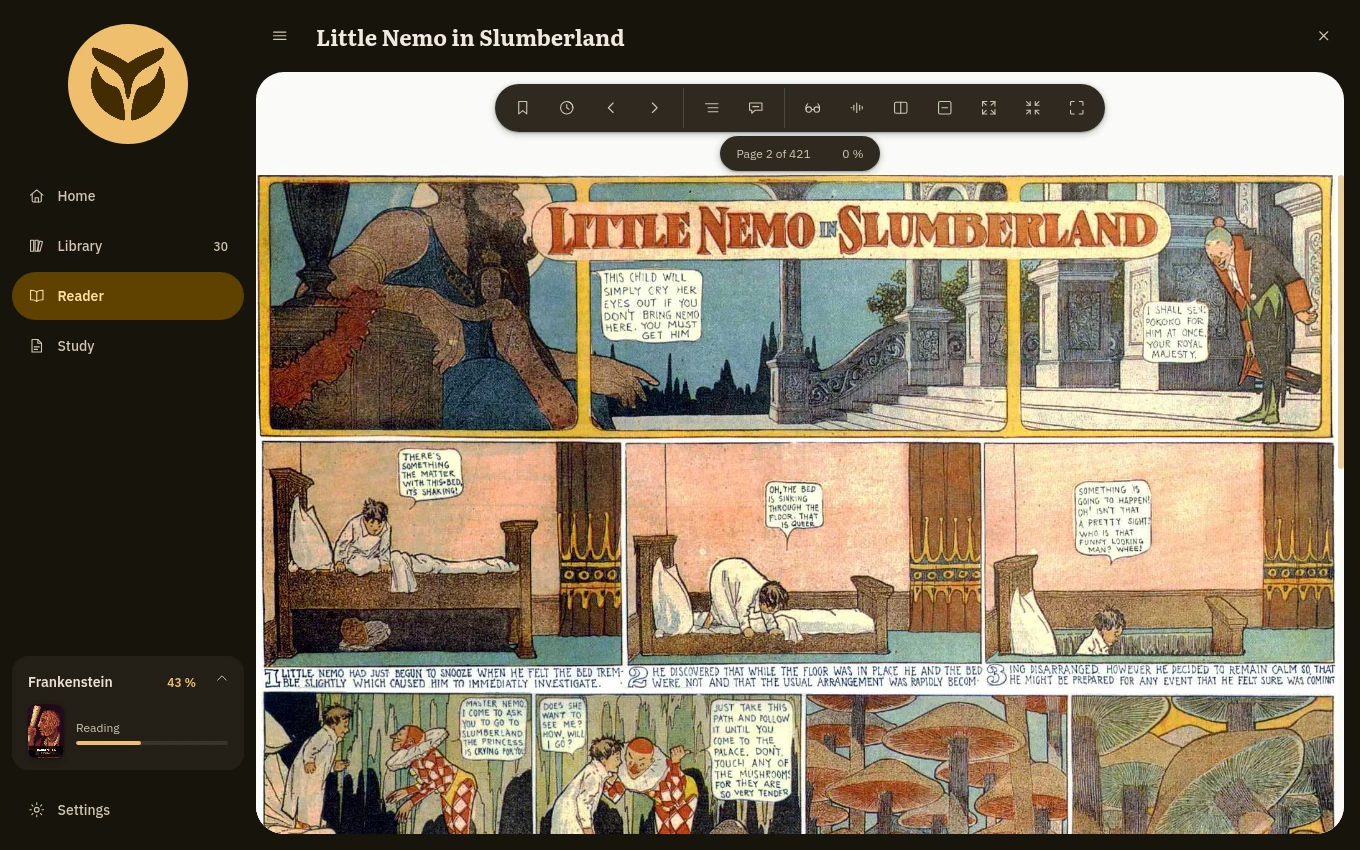 Little Nemo in Slumberland
Home
Library 30
Reader
Study
Page 2 of 421 0 %
LITTLE NEMO IN SLUMBERLAND
THIS CHILD WILL
SIMPLY CRY HER
EYES OUT IF YOU
DON'T BRING NEMO
HERE. YOU MUST
GET HIM
I SHALL SEND
POKOKO FOR
HIM AT ONCE,
YOUR ROYAL
MAJESTY.
THERE'S
SOMETHING
THE MATTER
WITH THIS BED,
IT'S SHAKING!
OH, THE BED
IS SINKING
THROUGH THE
FLOOR. THAT
IS QUEER
SOMETHING IS
GOING TO HAPPEN!
OH! ISN'T THAT
A PRETTY SIGHT?
WHO IS THAT
FUNNY LOOKING
MAN? WHEE!
1 LITTLE NEMO HAD JUST BEGUN TO SNOOZE WHEN HE FELT THE BED TREM-
BLE SLIGHTLY WHICH CAUSED HIM TO IMMEDIATLY INVESTIGATE.
2 HE DISCOVERED THAT WHILE THE FLOOR WAS IN PLACE HE AND THE BED
WERE NOT AND THAT THE USUAL ARRANGEMENT WAS RAPIDLY BECOM-
3 ING DISARRANGED. HOWEVER HE DECIDED TO REMAIN CALM SO THAT
HE MIGHT BE PREPARED FOR ANY EVENT THAT HE FELT SURE WAS COMING
MASTER NEMO,
I COME TO ASK
YOU TO GO TO
SLUMBERLAND
THE PRINCESS
IS CRYING FOR YOU
DOES SHE
WANT TO
SEE ME?
HOW, WILL
I GO?
JUST TAKE THIS
PATH AND FOLLOW
IT UNTIL YOU
COME TO THE
PALACE, DON'T,
TOUCH ANY OF
THE MUSHROOMS
FOR THEY ARE
SO VERY TENDER
Frankenstein 43 %
Reading
Settings